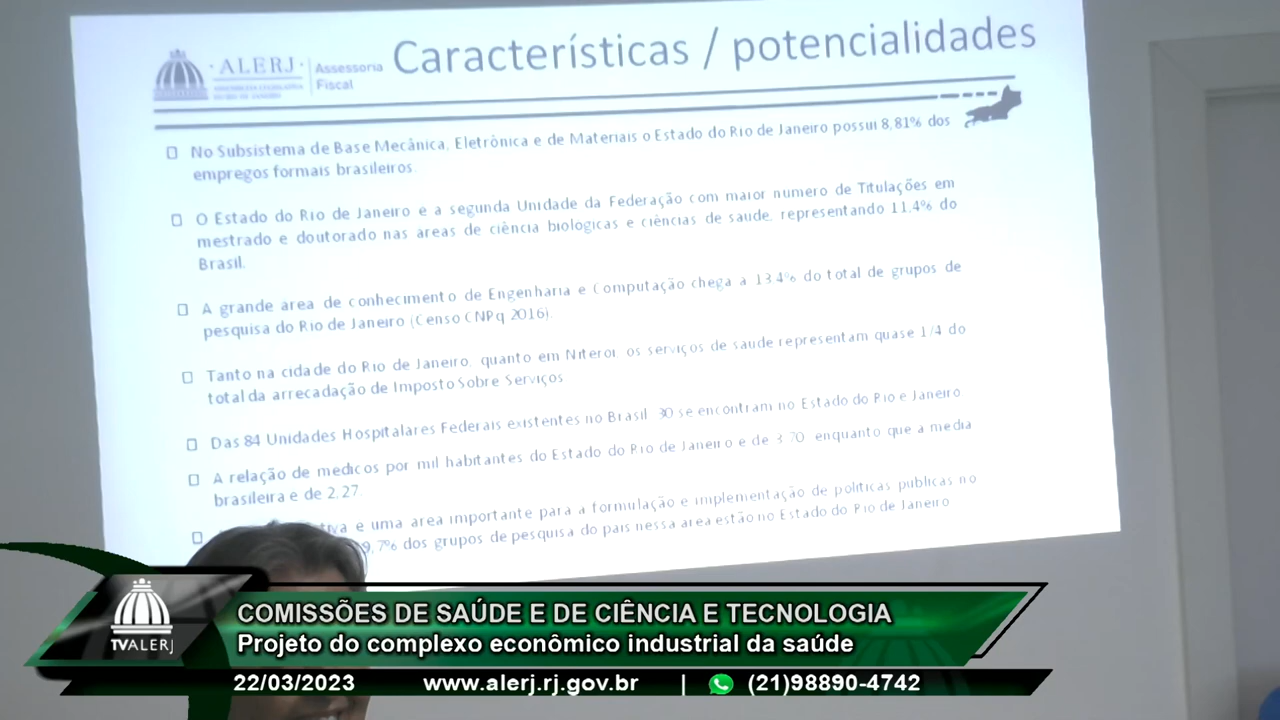 ALERJ
Assessoria
Fiscal
Características / potencialidades
No Subsistema de Base Mecânica, Eletrônica e de Materiais o Estado do Rio de Janeiro possui 8,81% dos
empregos formais brasileiros.
O Estado do Rio de Janeiro e a segunda Unidade da Federação com maior numero de Titulações em
mestrado e doutorado nas areas de ciência biológicas e ciências de saude, representando 11,4% do
Brasil.
A grande area de conhecimento de Engenharia e Computação chega a 13,4% do total de grupos de
pesquisa do Rio de Janeiro (Censo CNPq 2016).
Tanto na cidade do Rio de Janeiro, quanto em Niteroi, os serviços de saude representam quase 1/4 do
total da arrecadação de Imposto Sobre Serviços
Das 84 Unidades Hospitalares Federais existentes no Brasil 30 se encontram no Estado do Rio e Janeiro
A relação de medicos por mil habitantes do Estado do Rio de Janeiro e de 3,70 enquanto que a media
brasileira e de 2,27.
e uma area importante para a formulação e implementação de politicas publicas no
9,7% dos grupos de pesquisa do pais nessa area estão no Estado do Rio de Janeiro
COMISSÕES DE SAÚDE E DE CIÊNCIA E TECNOLOGIA
Projeto do complexo econômico industrial da saúde
TVALERJ
22/03/2023 www.alerj.rj.gov.br | (21)98890-4742